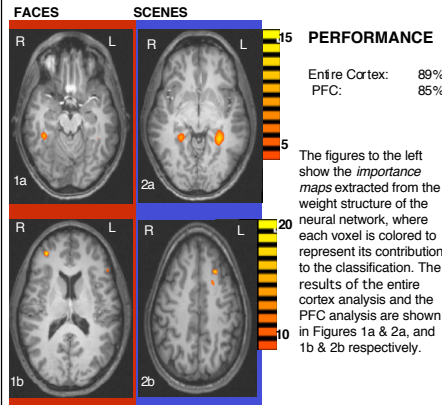 FACES SCENES
R L R L
15
5
1a 2a
R L R L
20
10
1b 2b
PERFORMANCE
Entire Cortex: 89%
PFC: 85%
The figures to the left
show the importance
maps extracted from the
weight structure of the
neural network, where
each voxel is colored to
represent its contribution
to the classification. The
results of the entire
cortex analysis and the
PFC analysis are shown
in Figures 1a & 2a, and
1b & 2b respectively.